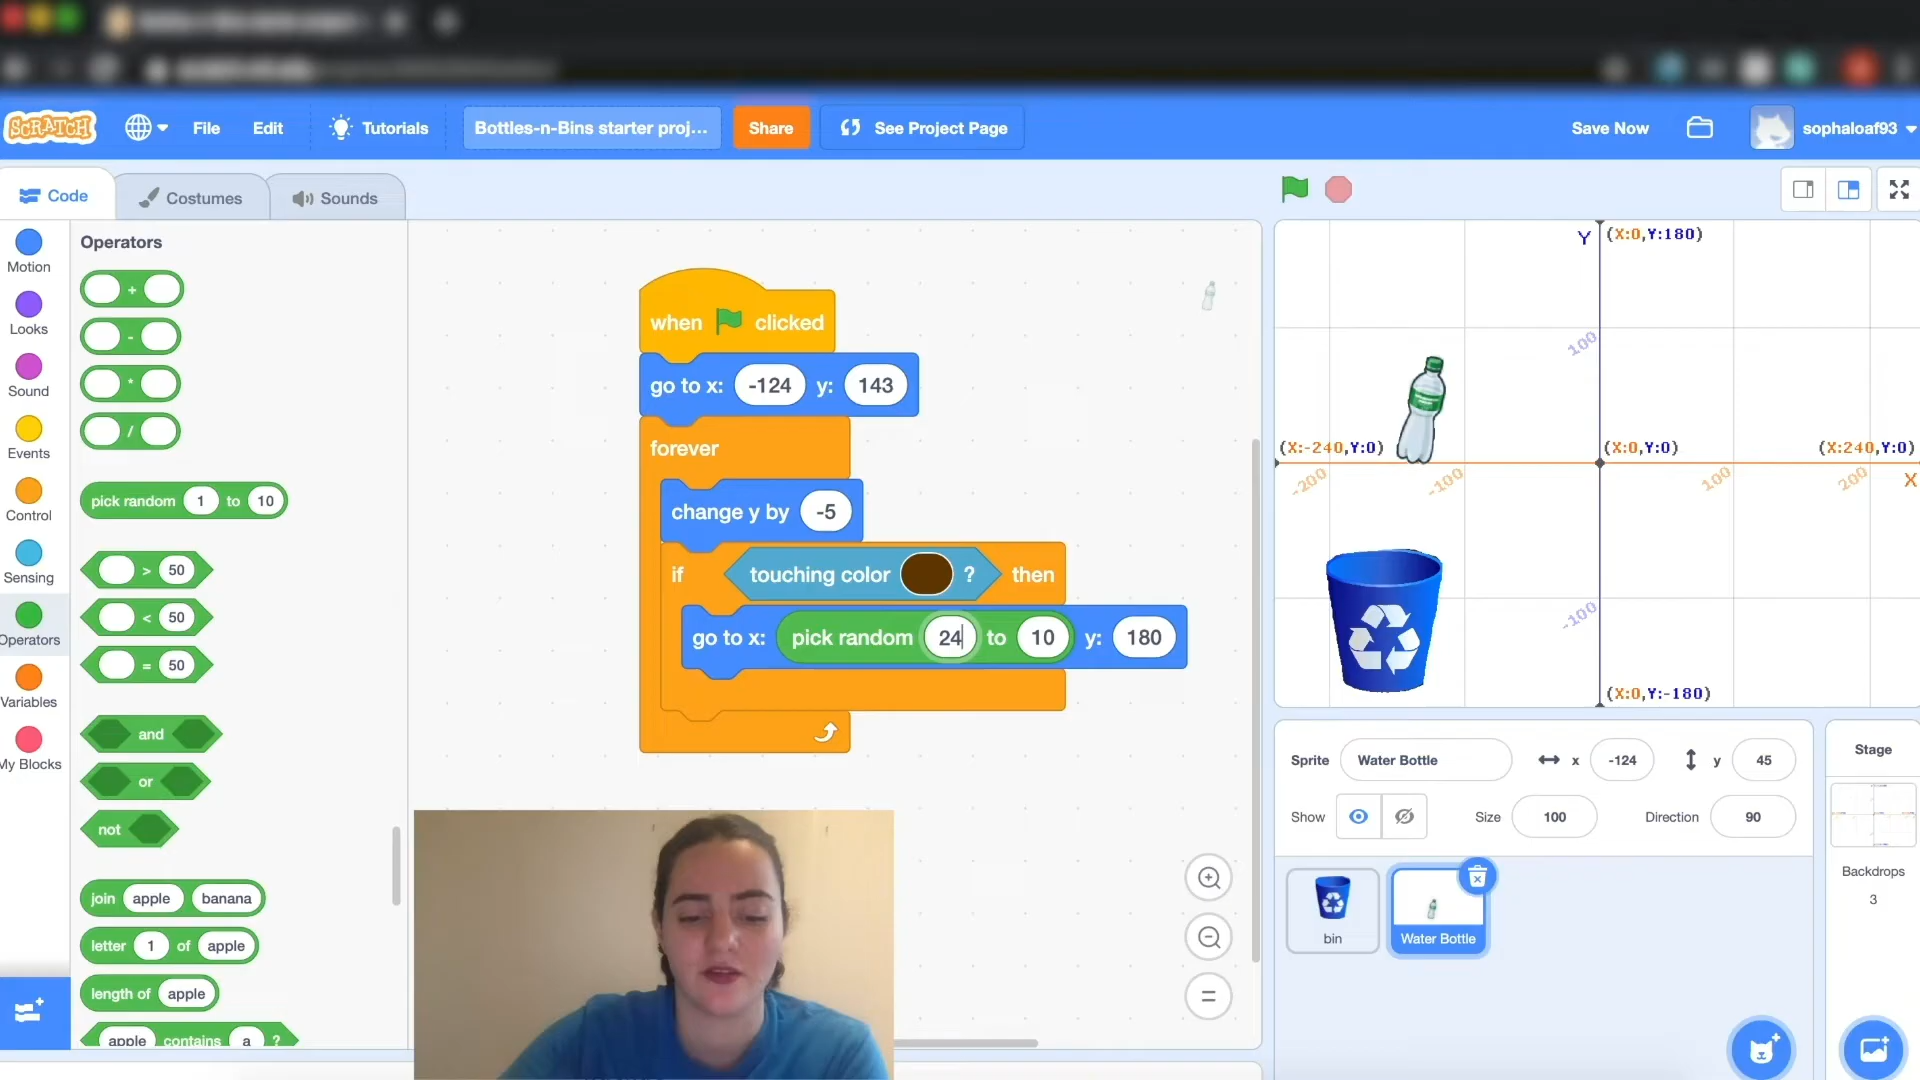 SCRATCH
File
Edit
Tutorials
Bottles-n-Bins starter proj...
Share
See Project Page
Save Now
sophaloaf93
Code
Costumes
Sounds
Motion
Looks
Sound
Events
Control
Sensing
Operators
Variables
My Blocks
Operators
+
-
*
/
pick random 1 to 10
> 50
< 50
= 50
and
or
not
join apple banana
letter 1 of apple
length of apple
apple contains a ?
when clicked
go to x: -124 y: 143
forever
change y by -5
if touching color ? then
go to x: pick random 24 to 10 y: 180
Y (X:0,Y:180)
100
(X:-240,Y:0) (X:0,Y:0) (X:240,Y:0)
-200 -100 100 200 X
-100
(X:0,Y:-180)
Sprite Water Bottle x -124 y 45
Show Size 100 Direction 90
bin
Water Bottle
Stage
Backdrops
3